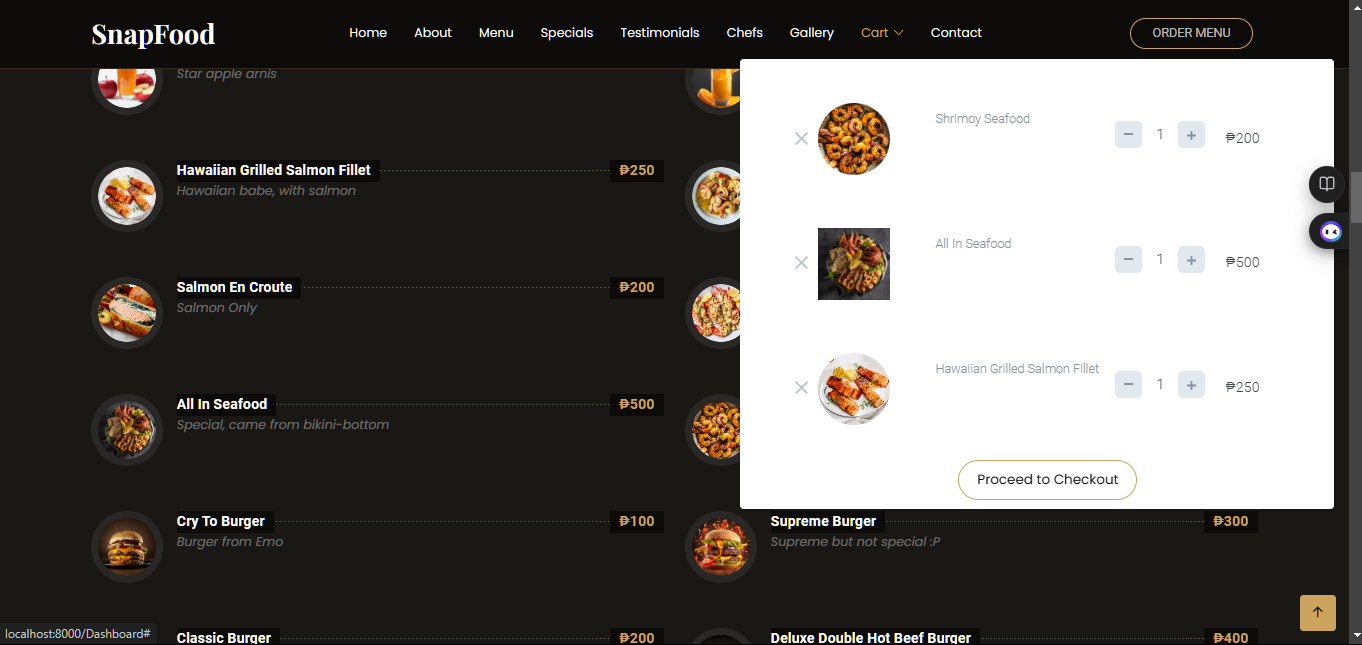 SnapFood
Home About Menu Specials Testimonials Chefs Gallery Cart Contact
ORDER MENU
Star apple arnis
Hawaiian Grilled Salmon Fillet ₱250
Hawaiian babe, with salmon
Salmon En Croute ₱200
Salmon Only
All In Seafood ₱500
Special, came from bikini-bottom
Shrimoy Seafood − 1 + ₱200
All In Seafood − 1 + ₱500
Hawaiian Grilled Salmon Fillet − 1 + ₱250
Proceed to Checkout
Cry To Burger ₱100
Burger from Emo
Supreme Burger ₱300
Supreme but not special :P
Classic Burger ₱200
Deluxe Double Hot Beef Burger ₱400
localhost:8000/Dashboard#